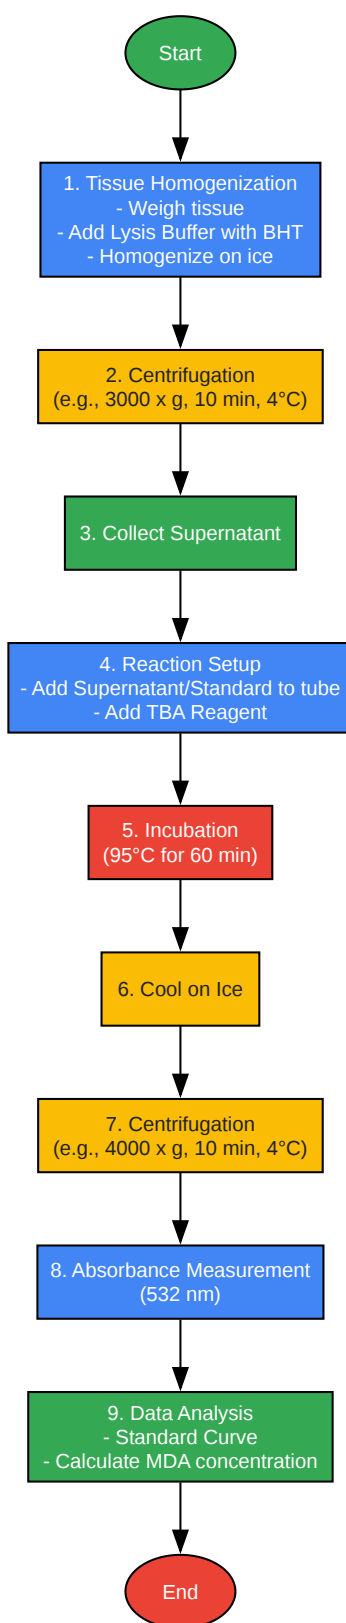 Start
1. Tissue Homogenization
- Weigh tissue
- Add Lysis Buffer with BHT
- Homogenize on ice
2. Centrifugation
(e.g., 3000 x g, 10 min, 4°C)
3. Collect Supernatant
4. Reaction Setup
- Add Supernatant/Standard to tube
- Add TBA Reagent
5. Incubation
(95°C for 60 min)
6. Cool on Ice
7. Centrifugation
(e.g., 4000 x g, 10 min, 4°C)
8. Absorbance Measurement
(532 nm)
9. Data Analysis
- Standard Curve
- Calculate MDA concentration
End